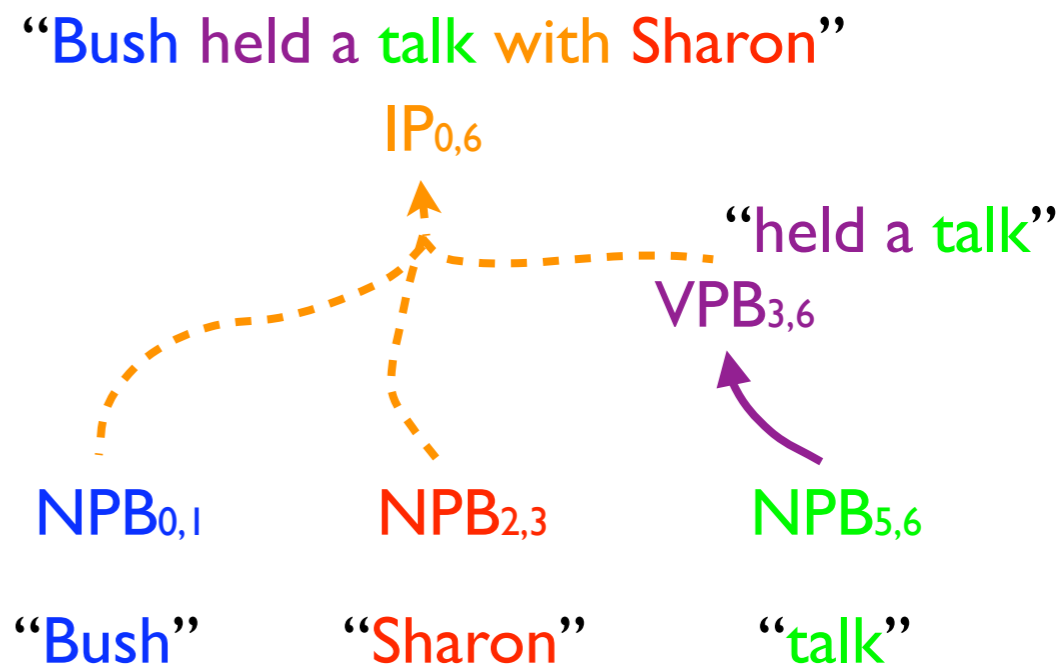 “Bush held a talk with Sharon”
IP0,6
“held a talk”
VPB3,6
NPB0,1 NPB2,3 NPB5,6
“Bush” “Sharon” “talk”